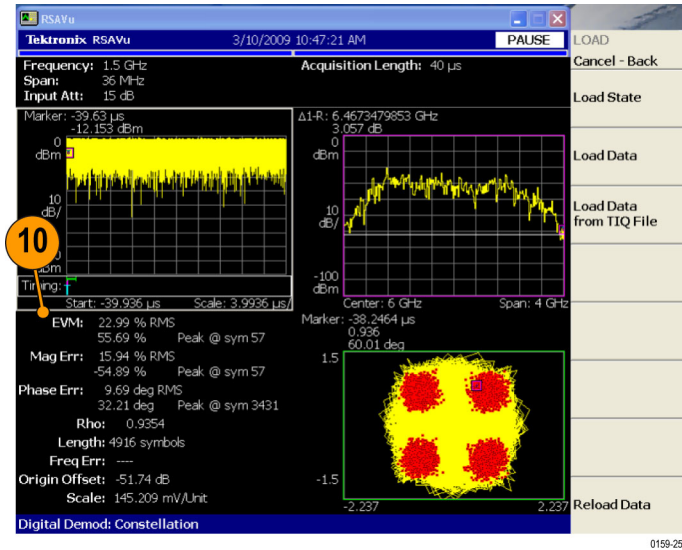 RSAVu
Tektronix RSAVu 3/10/2009 10:47:21 AM PAUSE
LOAD
Cancel - Back
Load State
Load Data
Load Data
from TIQ File
Reload Data
Frequency: 1.5 GHz Acquisition Length: 40 µs
Span: 36 MHz
Input Att: 15 dB
Marker: -39.63 µs
-12.153 dBm
0
dBm
10
dB/
10
dBm
Timing:
Start: -39.936 µs Scale: 3.9936 µs/
Δ1-R: 6.4673479853 GHz
3.057 dB
0
dBm
10
dB/
-100
dBm
Center: 6 GHz Span: 4 GHz
EVM: 22.99 % RMS
55.69 % Peak @ sym 57
Mag Err: 15.94 % RMS
-54.89 % Peak @ sym 57
Phase Err: 9.69 deg RMS
32.21 deg Peak @ sym 3431
Rho: 0.9354
Length: 4916 symbols
Freq Err: ----
Origin Offset: -51.74 dB
Scale: 145.209 mV/Unit
Marker: -38.2464 µs
0.936
60.01 deg
1.5
-1.5
-2.237 2.237
Digital Demod: Constellation
0159-25